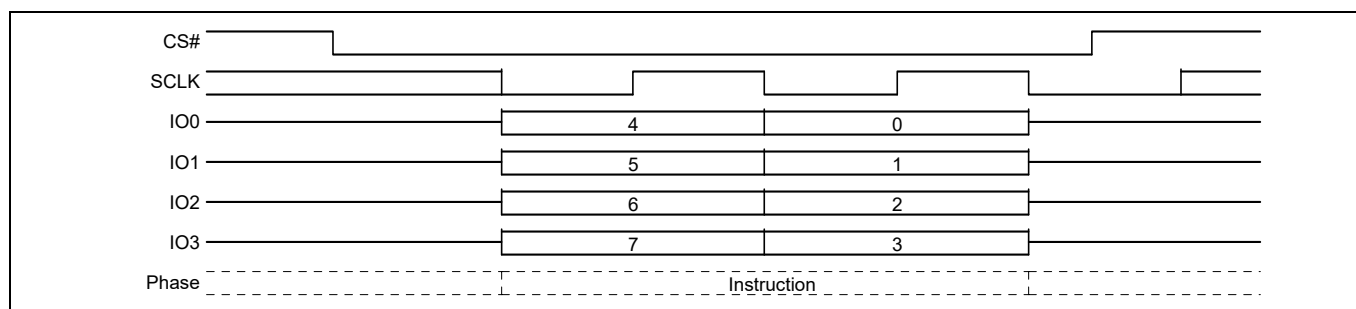 CS#
SCLK
IO0 4 0
IO1 5 1
IO2 6 2
IO3 7 3
Phase Instruction